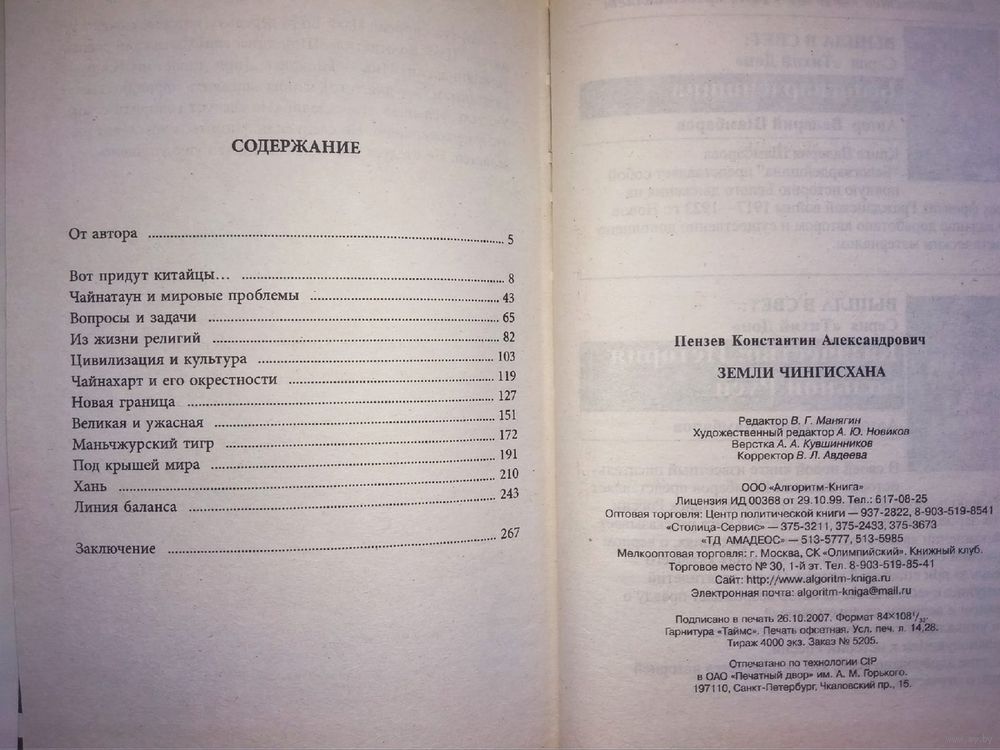 СОДЕРЖАНИЕ
От автора ........ 5
Вот придут китайцы... ........ 8
Чайнатаун и мировые проблемы ........ 43
Вопросы и задачи ........ 65
Из жизни религий ........ 82
Цивилизация и культура ........ 103
Чайнахарт и его окрестности ........ 119
Новая граница ........ 127
Великая и ужасная ........ 151
Маньчжурский тигр ........ 172
Под крышей мира ........ 191
Хань ........ 210
Линия баланса ........ 243
Заключение ........ 267
Пензев Константин Александрович
ЗЕМЛИ ЧИНГИСХАНА
Редактор В. Г. Манягин
Художественный редактор А. Ю. Новиков
Верстка А. А. Кувшинников
Корректор В. Л. Авдеева
ООО «Алгоритм-Книга»
Лицензия ИД 00368 от 29.10.99. Тел.: 617-08-25
Оптовая торговля: Центр политической книги — 937-2822, 8-903-519-8541
«Столица-Сервис» — 375-3211, 375-2433, 375-3673
«ТД АМАДЕОС» — 513-5777, 513-5985
Мелкооптовая торговля: г. Москва, СК «Олимпийский». Книжный клуб.
Торговое место № 30, 1-й эт. Тел. 8-903-519-85-41
Сайт: http://www.algoritm-kniga.ru
Электронная почта: algoritm-kniga@mail.ru
Подписано в печать 26.10.2007. Формат 84×108 1/32.
Гарнитура «Таймс». Печать офсетная. Усл. печ. л. 14,28.
Тираж 4000 экз. Заказ № 5205.
Отпечатано по технологии CtP
в ОАО «Печатный двор» им. А. М. Горького.
197110, Санкт-Петербург, Чкаловский пр., 15.